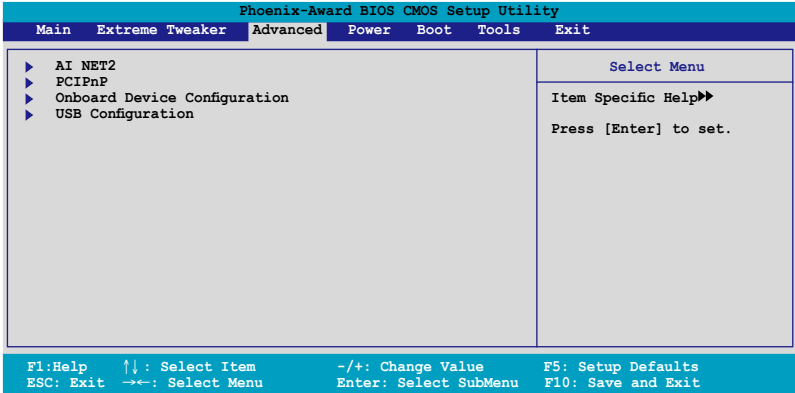 Phoenix-Award BIOS CMOS Setup Utility
Main Extreme Tweaker Advanced Power Boot Tools Exit
AI NET2
PCIPnP
Onboard Device Configuration
USB Configuration
Select Menu
Item Specific Help
Press [Enter] to set.
F1:Help ↑↓: Select Item -/+: Change Value F5: Setup Defaults
ESC: Exit →←: Select Menu Enter: Select SubMenu F10: Save and Exit